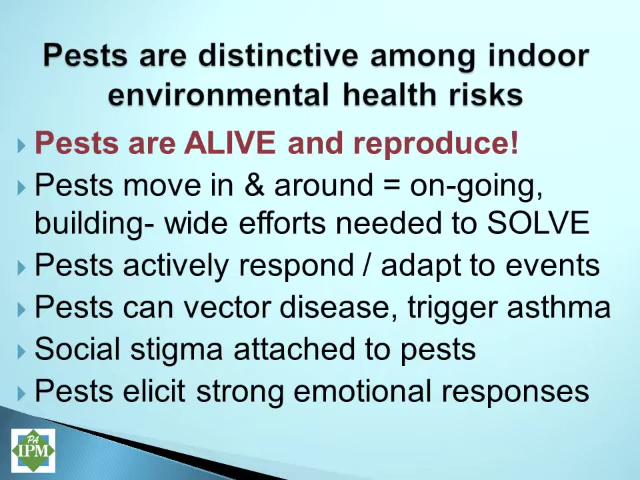 Pests are distinctive among indoor
environmental health risks
Pests are ALIVE and reproduce!
Pests move in & around = on-going,
building- wide efforts needed to SOLVE
Pests actively respond / adapt to events
Pests can vector disease, trigger asthma
Social stigma attached to pests
Pests elicit strong emotional responses
PA
IPM